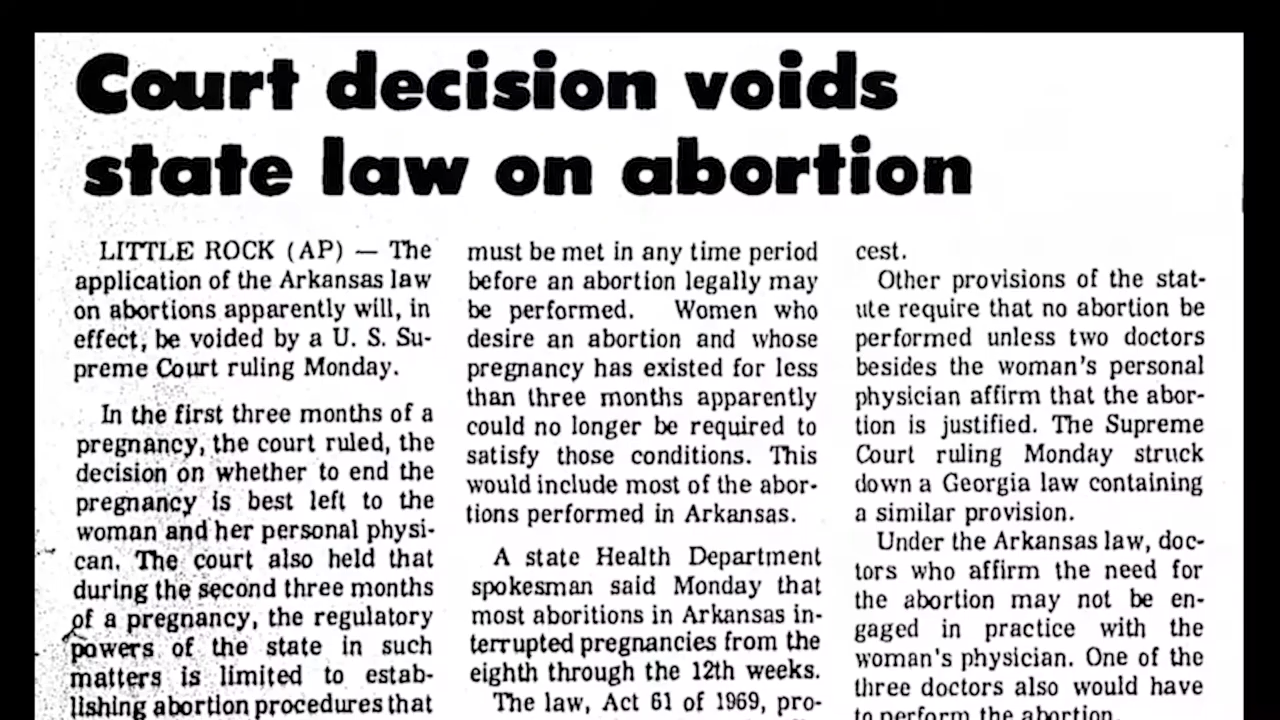 Court decision voids
state law on abortion
LITTLE ROCK (AP) — The
application of the Arkansas law
on abortions apparently will, in
effect, be voided by a U. S. Su-
preme Court ruling Monday.
In the first three months of a
pregnancy, the court ruled, the
decision on whether to end the
pregnancy is best left to the
woman and her personal physi-
can. The court also held that
during the second three months
of a pregnancy, the regulatory
powers of the state in such
matters is limited to estab-
lishing abortion procedures that
must be met in any time period
before an abortion legally may
be performed. Women who
desire an abortion and whose
pregnancy has existed for less
than three months apparently
could no longer be required to
satisfy those conditions. This
would include most of the abor-
tions performed in Arkansas.
A state Health Department
spokesman said Monday that
most aboritions in Arkansas in-
terrupted pregnancies from the
eighth through the 12th weeks.
The law, Act 61 of 1969, pro-
cest.
Other provisions of the stat-
ute require that no abortion be
performed unless two doctors
besides the woman's personal
physician affirm that the abor-
tion is justified. The Supreme
Court ruling Monday struck
down a Georgia law containing
a similar provision.
Under the Arkansas law, doc-
tors who affirm the need for
the abortion may not be en-
gaged in practice with the
woman's physician. One of the
three doctors also would have
to perform the abortion.